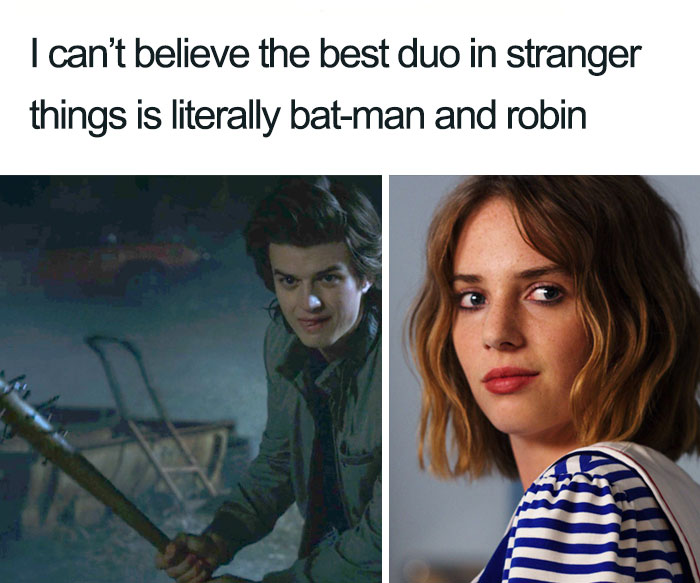 I can't believe the best duo in stranger
things is literally bat-man and robin